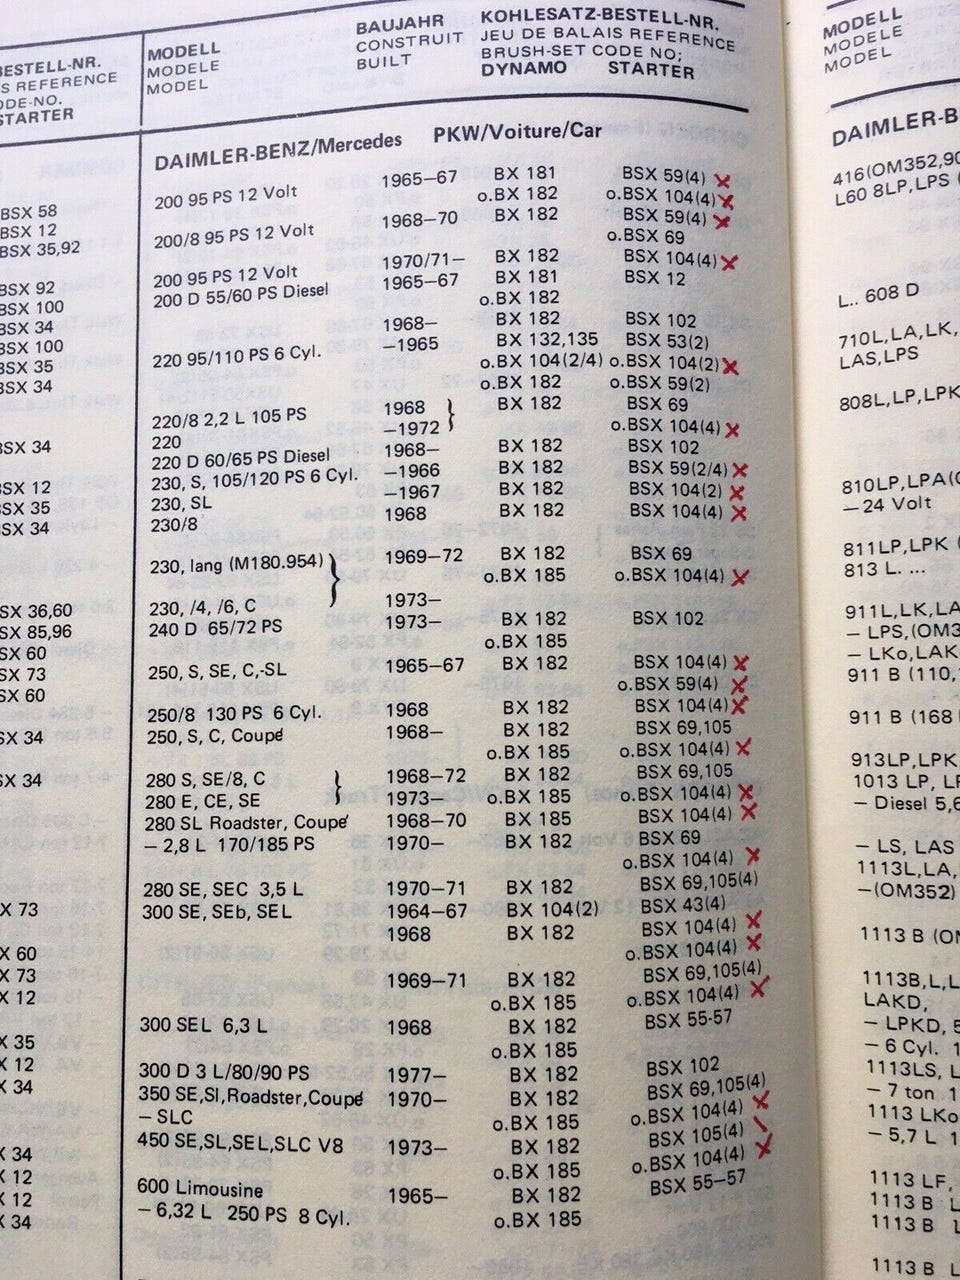 BESTELL-NR.
S REFERENCE
ODE-NO.
STARTER
BSX 58
BSX 12
BSX 35,92
BSX 92
BSX 100
BSX 34
BSX 100
BSX 35
BSX 34
BSX 34
BSX 12
BSX 35
BSX 34
SX 36,60
SX 85,96
SX 60
SX 73
SX 60
SX 34
SX 34
X 73
X 60
X 73
X 12
X 35
X 12
X 34
X 34
X 12
X 12
X 34
MODELL BAUJAHR KOHLESATZ-BESTELL-NR.
MODELE CONSTRUIT JEU DE BALAIS REFERENCE
MODEL BUILT BRUSH-SET CODE NO;
DYNAMO STARTER
DAIMLER-BENZ/Mercedes PKW/Voiture/Car
200 95 PS 12 Volt 1965–67 BX 181 BSX 59(4)
o.BX 182 o.BSX 104(4)
200/8 95 PS 12 Volt 1968–70 BX 182 BSX 59(4)
o.BSX 69
200 95 PS 12 Volt 1970/71– BX 182 BSX 104(4)
200 D 55/60 PS Diesel 1965–67 BX 181 BSX 12
o.BX 182
1968– BX 182 BSX 102
220 95/110 PS 6 Cyl. –1965 BX 132,135 BSX 53(2)
o.BX 104(2/4) o.BSX 104(2)
o.BX 182 o.BSX 59(2)
220/8 2,2 L 105 PS 1968 BX 182 BSX 69
220 –1972 o.BSX 104(4)
220 D 60/65 PS Diesel 1968– BX 182 BSX 102
230, S, 105/120 PS 6 Cyl. –1966 BX 182 BSX 59(2/4)
230, SL –1967 BX 182 BSX 104(2)
230/8 1968 BX 182 BSX 104(4)
230, lang (M180.954) 1969–72 BX 182 BSX 69
o.BX 185 o.BSX 104(4)
230, /4, /6, C 1973–
240 D 65/72 PS 1973– BX 182 BSX 102
o.BX 185
250, S, SE, C,-SL 1965–67 BX 182 BSX 104(4)
o.BSX 59(4)
250/8 130 PS 6 Cyl. 1968 BX 182 BSX 104(4)
250, S, C, Coupé 1968– BX 182 BSX 69,105
o.BX 185 o.BSX 104(4)
280 S, SE/8, C 1968–72 BX 182 BSX 69,105
280 E, CE, SE 1973– o.BX 185 o.BSX 104(4)
280 SL Roadster, Coupé 1968–70 BX 185 BSX 104(4)
– 2,8 L 170/185 PS 1970– BX 182 BSX 69
o.BSX 104(4)
280 SE, SEC 3,5 L 1970–71 BX 182 BSX 69,105(4)
300 SE, SEb, SEL 1964–67 BX 104(2) BSX 43(4)
1968 BX 182 BSX 104(4)
o.BSX 104(4)
1969–71 BX 182 BSX 69,105(4)
o.BX 185 o.BSX 104(4)
300 SEL 6,3 L 1968 BX 182 BSX 55-57
o.BX 185
300 D 3 L/80/90 PS 1977– BX 182 BSX 102
350 SE,Sl,Roadster,Coupé 1970– BX 182 BSX 69,105(4)
– SLC o.BX 185 o.BSX 104(4)
450 SE,SL,SEL,SLC V8 1973– BX 182 BSX 105(4)
o.BX 185 o.BSX 104(4)
600 Limousine 1965– BX 182 BSX 55–57
– 6,32 L 250 PS 8 Cyl. o.BX 185
MODELL
MODELE
MODEL
DAIMLER-B
416(OM352,90
L60 8LP,LPS
L.. 608 D
710L,LA,LK,
LAS,LPS
808L,LP,LPK
810LP,LPA(
– 24 Volt
811LP,LPK
813 L. ...
911L,LK,LA
– LPS,(OM3
– LKo,LAK
911 B (110,
911 B (168
913LP,LPK
1013 LP, LP
– Diesel 5,6
– LS, LAS
1113L,LA,
–(OM352)
1113 B (OM
1113B,L,L
LAKD,
– LPKD, 5
– 6 Cyl. 1
1113LS, L
– 7 ton 1
1113 LKo
– 5,7 L 1
1113 LF,
1113 B L
1113 B L
1113 B L